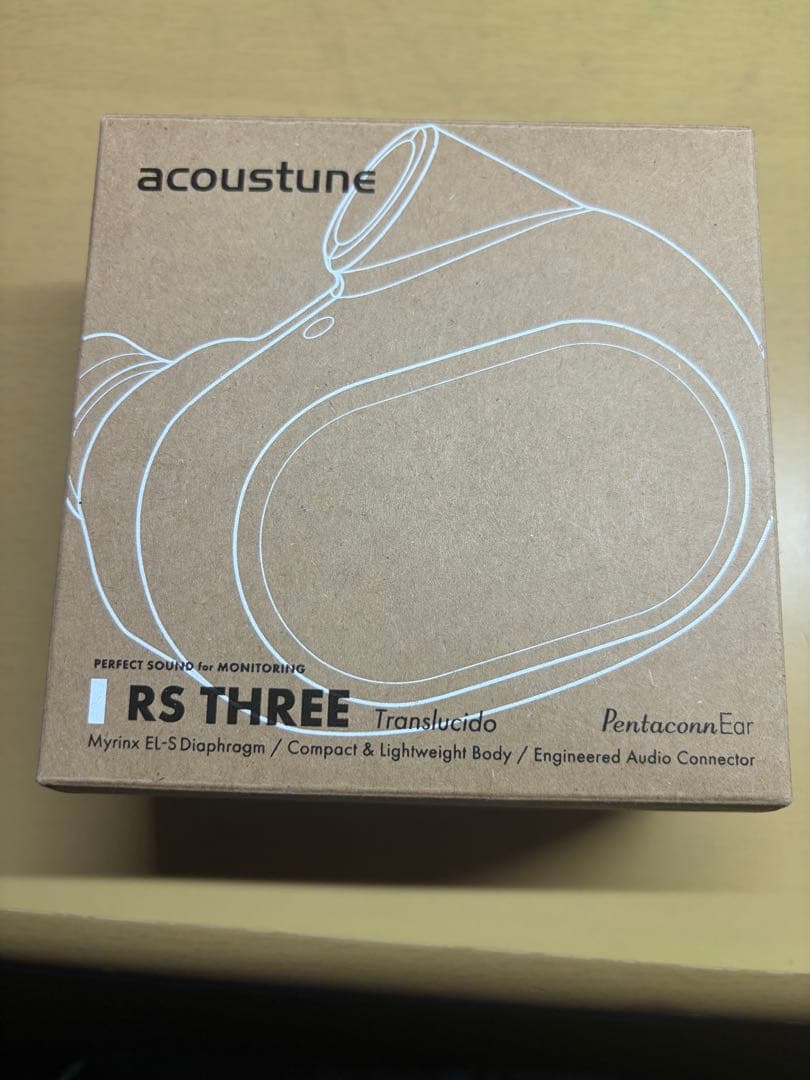 acoustune
PERFECT SOUND for MONITORING
RS THREE Translucido PentaconnEar
Myrinx EL-S Diaphragm / Compact & Lightweight Body / Engineered Audio Connector